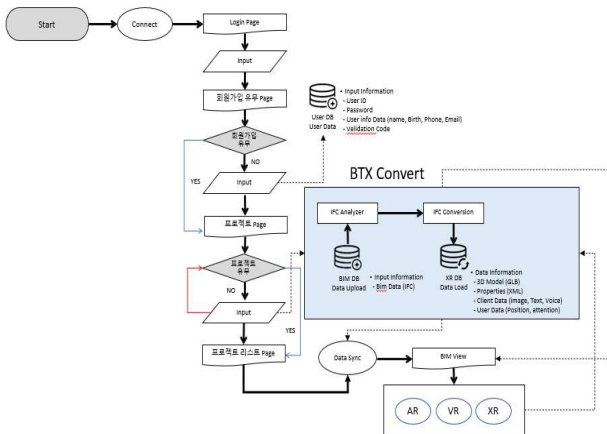 Start
Connect
Login Page
Input
회원가입 유무 Page
회원가입
유무
YES
NO
Input
User DB
User Data
• Input Information
- User ID
- Password
- User info Data (name, Birth, Phone, Email)
- Vellidation Code
프로젝트 Page
프로젝트
유무
NO
YES
Input
프로젝트 리스트 Page
BTX Convert
IFC Analyzer
IFC Conversion
BIM DB
Data Upload
• Input Information
- Bim Data (IFC)
XR DB
Data Load
• Data Information
- 3D Model (GLB)
- Properties (XML)
- Client Data (image, Text, Voice)
- User Data (Position, attention)
Data Sync
BIM View
AR
VR
XR